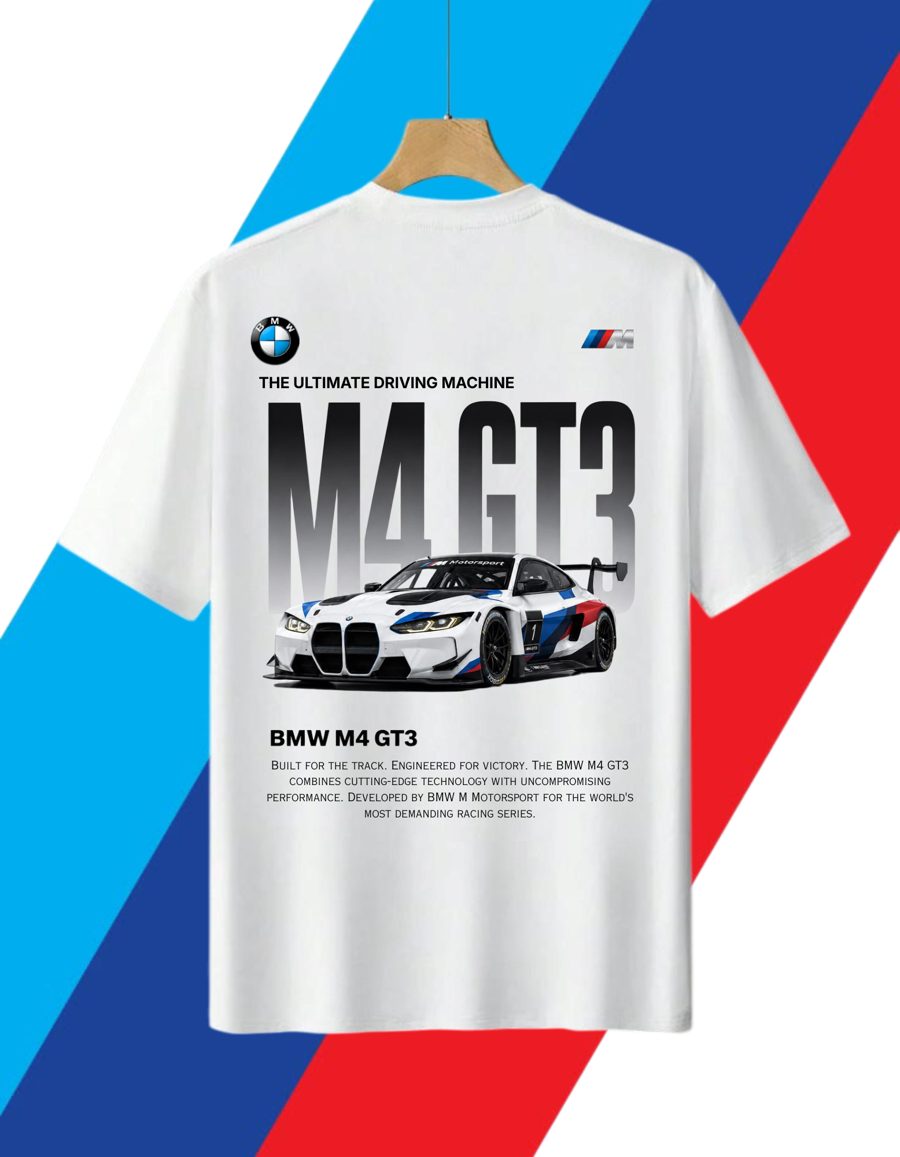 BMW
M
THE ULTIMATE DRIVING MACHINE
M4 GT3
M Motorsport
1
BMW M4 GT3
BUILT FOR THE TRACK. ENGINEERED FOR VICTORY. THE BMW M4 GT3
COMBINES CUTTING-EDGE TECHNOLOGY WITH UNCOMPROMISING
PERFORMANCE. DEVELOPED BY BMW M MOTORSPORT FOR THE WORLD'S
MOST DEMANDING RACING SERIES.